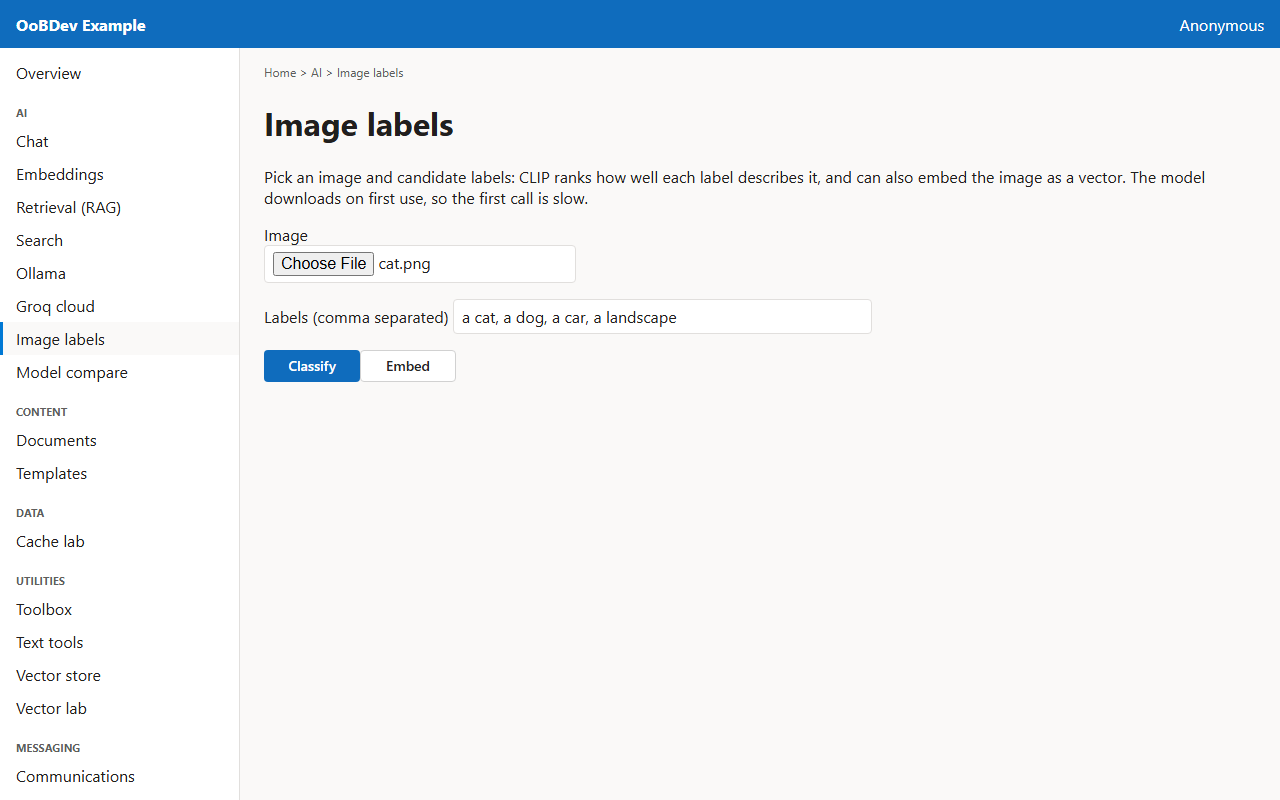 OoBDev Example
Anonymous
Overview
AI
Chat
Embeddings
Retrieval (RAG)
Search
Ollama
Groq cloud
Image labels
Model compare
CONTENT
Documents
Templates
DATA
Cache lab
UTILITIES
Toolbox
Text tools
Vector store
Vector lab
MESSAGING
Communications
Home > AI > Image labels
Image labels
Pick an image and candidate labels: CLIP ranks how well each label describes it, and can also embed the image as a vector. The model
downloads on first use, so the first call is slow.
Image
Choose File cat.png
Labels (comma separated) a cat, a dog, a car, a landscape
Classify Embed